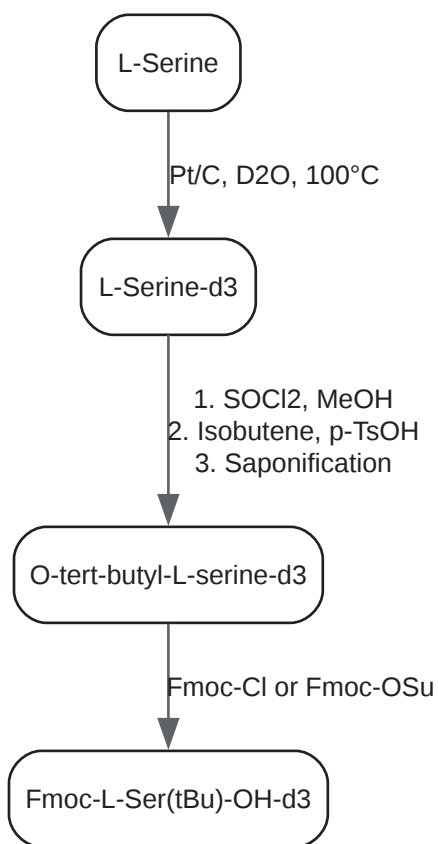 L-Serine
Pt/C, D2O, 100°C
L-Serine-d3
1. SOCl2, MeOH
2. Isobutene, p-TsOH
3. Saponification
O-tert-butyl-L-serine-d3
Fmoc-Cl or Fmoc-OSu
Fmoc-L-Ser(tBu)-OH-d3